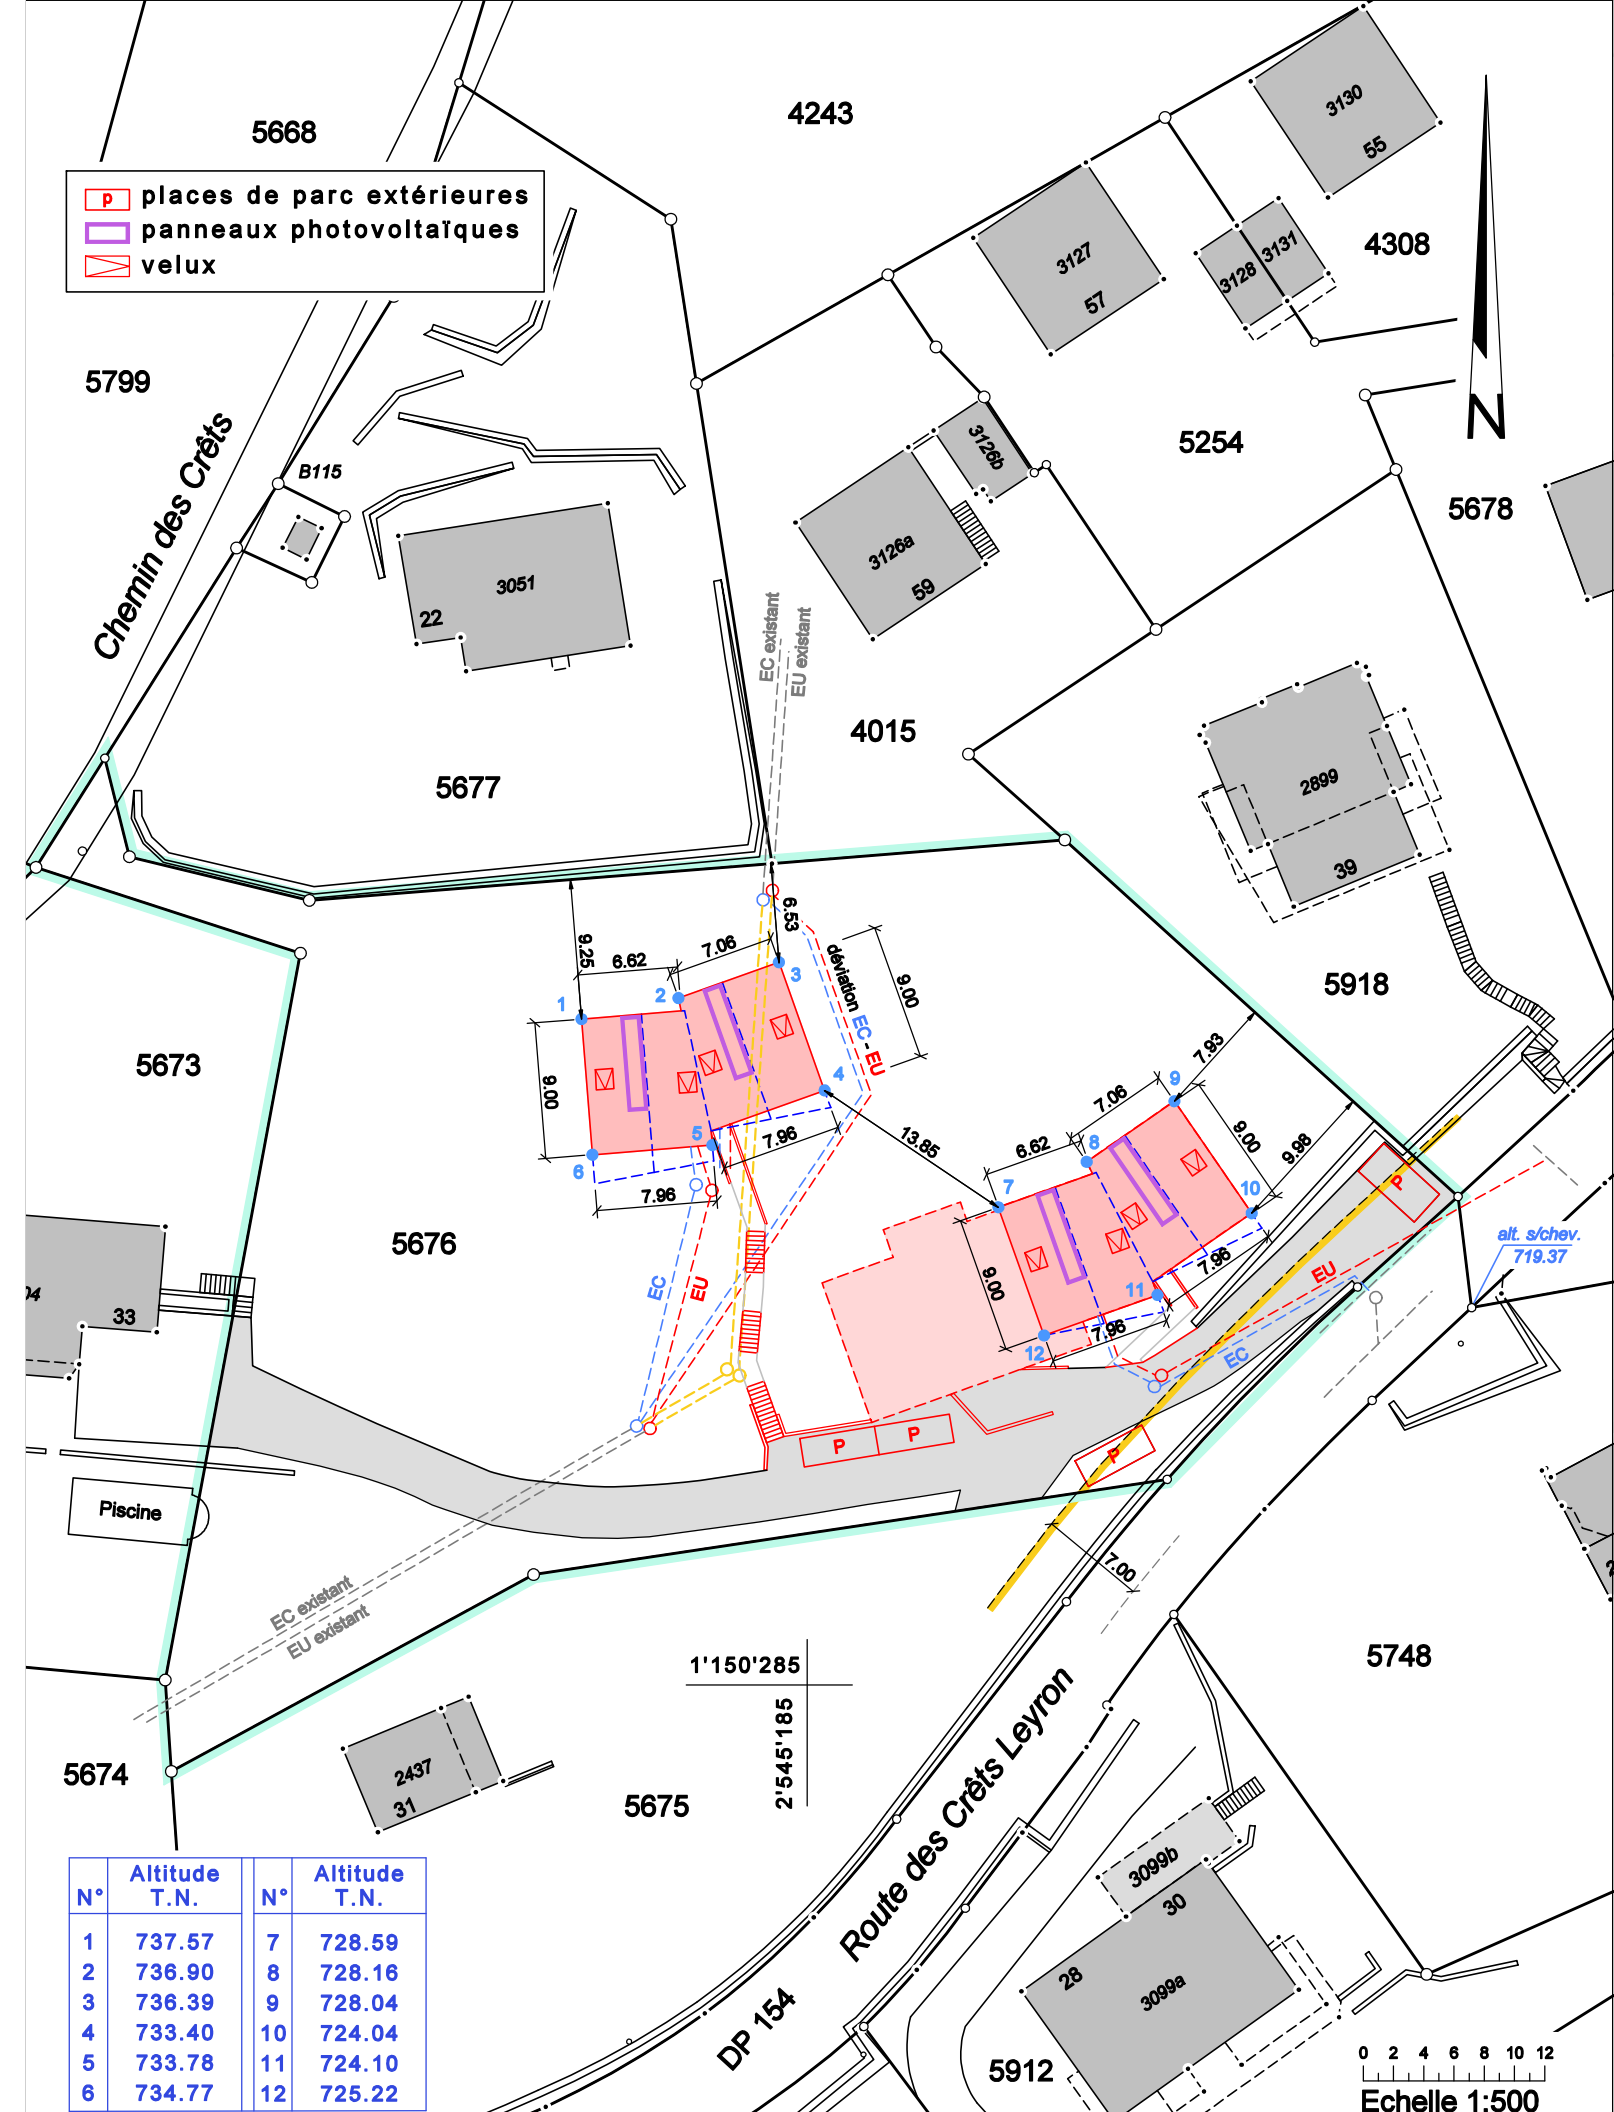 4243
5668
3130
55
P places de parc extérieures
panneaux photovoltaïques
velux
4308
3127
57
3128
3131
5799
N
3126b
5254
B115
5678
Chemin des Crêts
3126a
59
3051
22
EC existant
EU existant
4015
5677
2899
39
6.53
9.25
6.62
7.06
3
2
1
déviation EC - EU
9.00
5918
5673
9.00
4
5
6
7.96
7.96
13.85
7.93
9
7.06
9.00
9.98
8
6.62
7
10
P
5676
9.00
7.96
11
7.96
12
alt. s/chev.
719.37
EC
EU
EU
EC
04
33
P
P
P
Piscine
7.00
EC existant
EU existant
5748
1'150'285
2'545'185
Route des Crêts Leyron
5674
2437
31
5675
3099b
30
28
3099a
DP 154
5912
N° Altitude T.N. N° Altitude T.N.
1 737.57 7 728.59
2 736.90 8 728.16
3 736.39 9 728.04
4 733.40 10 724.04
5 733.78 11 724.10
6 734.77 12 725.22
0 2 4 6 8 10 12
Echelle 1:500